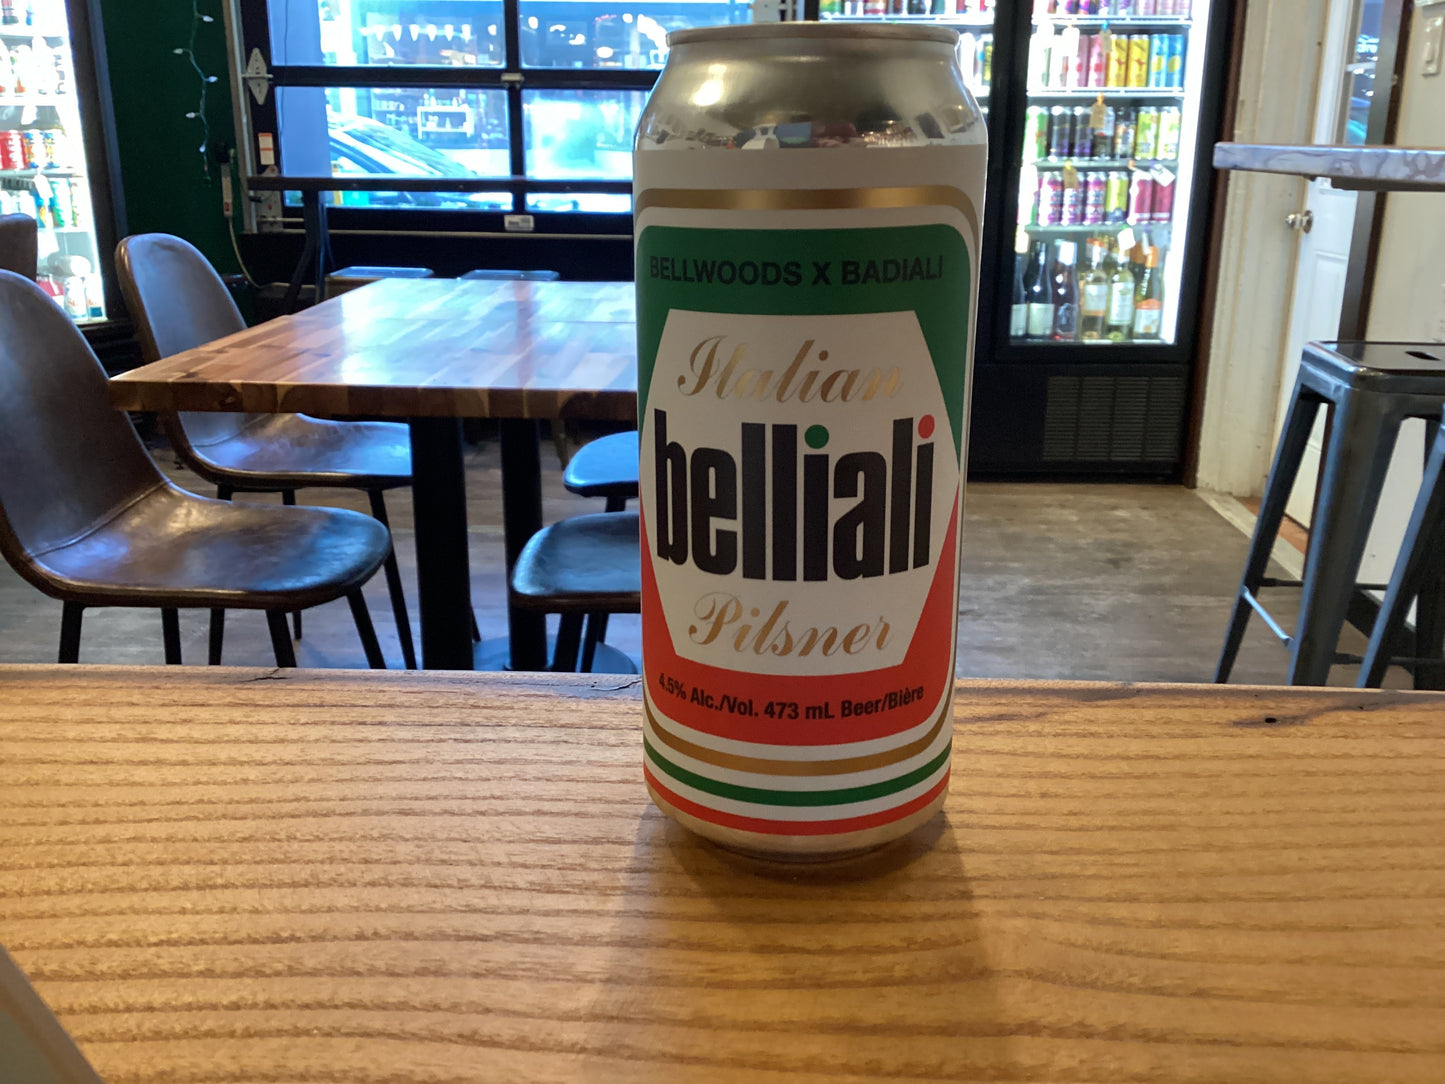 BELLWOODS X BADIALI
Italian
belliali
Pilsner
4.5% Alc./Vol. 473 mL Beer/Bière